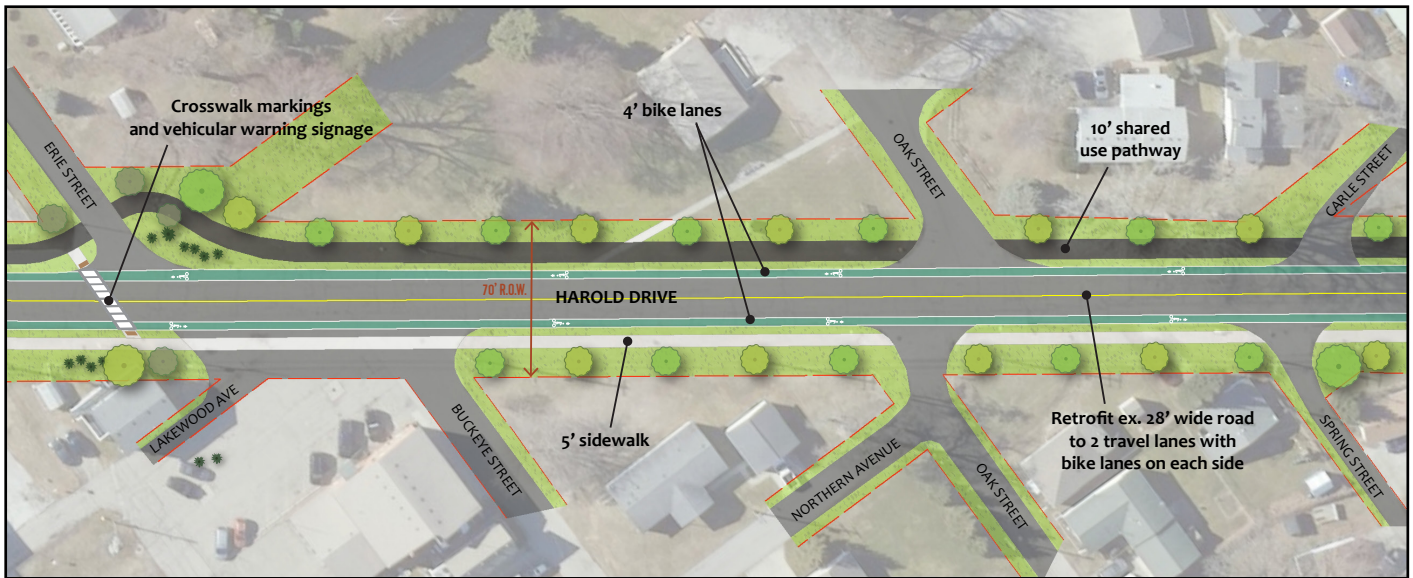 Crosswalk markings
and vehicular warning signage
4' bike lanes
10' shared
use pathway
ERIE STREET
OAK STREET
CARLE STREET
70' R.O.W.
HAROLD DRIVE
LAKEWOOD AVE
BUCKEYE STREET
5' sidewalk
NORTHERN AVENUE
OAK STREET
Retrofit ex. 28' wide road
to 2 travel lanes with
bike lanes on each side
SPRING STREET